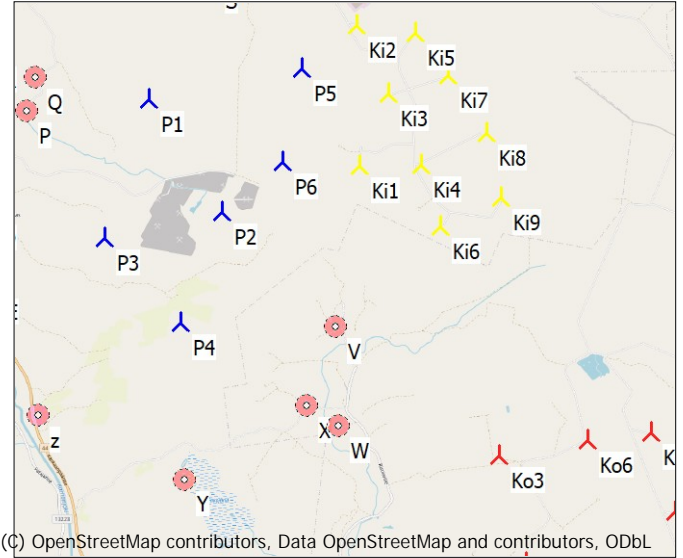 Ki2
Ki5
P5
Ki7
Q
Ki3
P1
P
Ki8
P6
Ki1
Ki4
Ki9
P2
Ki6
P3
V
P4
X
z
W
K
Ko6
Ko3
Y
13223
(C) OpenStreetMap contributors, Data OpenStreetMap and contributors, ODbL